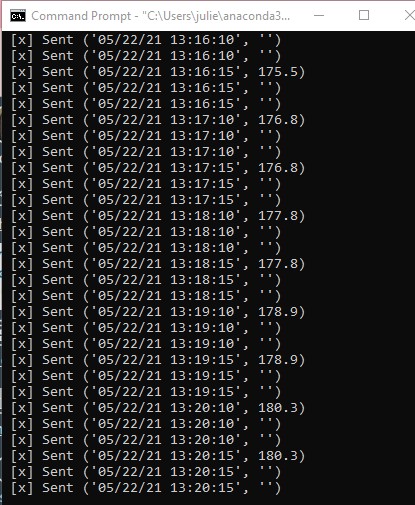 Command Prompt - "C:\Users\julie\anaconda3...
[x] Sent ('05/22/21 13:16:10', '')
[x] Sent ('05/22/21 13:16:10', '')
[x] Sent ('05/22/21 13:16:15', 175.5)
[x] Sent ('05/22/21 13:16:15', '')
[x] Sent ('05/22/21 13:16:15', '')
[x] Sent ('05/22/21 13:17:10', 176.8)
[x] Sent ('05/22/21 13:17:10', '')
[x] Sent ('05/22/21 13:17:10', '')
[x] Sent ('05/22/21 13:17:15', 176.8)
[x] Sent ('05/22/21 13:17:15', '')
[x] Sent ('05/22/21 13:17:15', '')
[x] Sent ('05/22/21 13:18:10', 177.8)
[x] Sent ('05/22/21 13:18:10', '')
[x] Sent ('05/22/21 13:18:10', '')
[x] Sent ('05/22/21 13:18:15', 177.8)
[x] Sent ('05/22/21 13:18:15', '')
[x] Sent ('05/22/21 13:18:15', '')
[x] Sent ('05/22/21 13:19:10', 178.9)
[x] Sent ('05/22/21 13:19:10', '')
[x] Sent ('05/22/21 13:19:10', '')
[x] Sent ('05/22/21 13:19:15', 178.9)
[x] Sent ('05/22/21 13:19:15', '')
[x] Sent ('05/22/21 13:19:15', '')
[x] Sent ('05/22/21 13:20:10', 180.3)
[x] Sent ('05/22/21 13:20:10', '')
[x] Sent ('05/22/21 13:20:10', '')
[x] Sent ('05/22/21 13:20:15', 180.3)
[x] Sent ('05/22/21 13:20:15', '')
[x] Sent ('05/22/21 13:20:15', '')